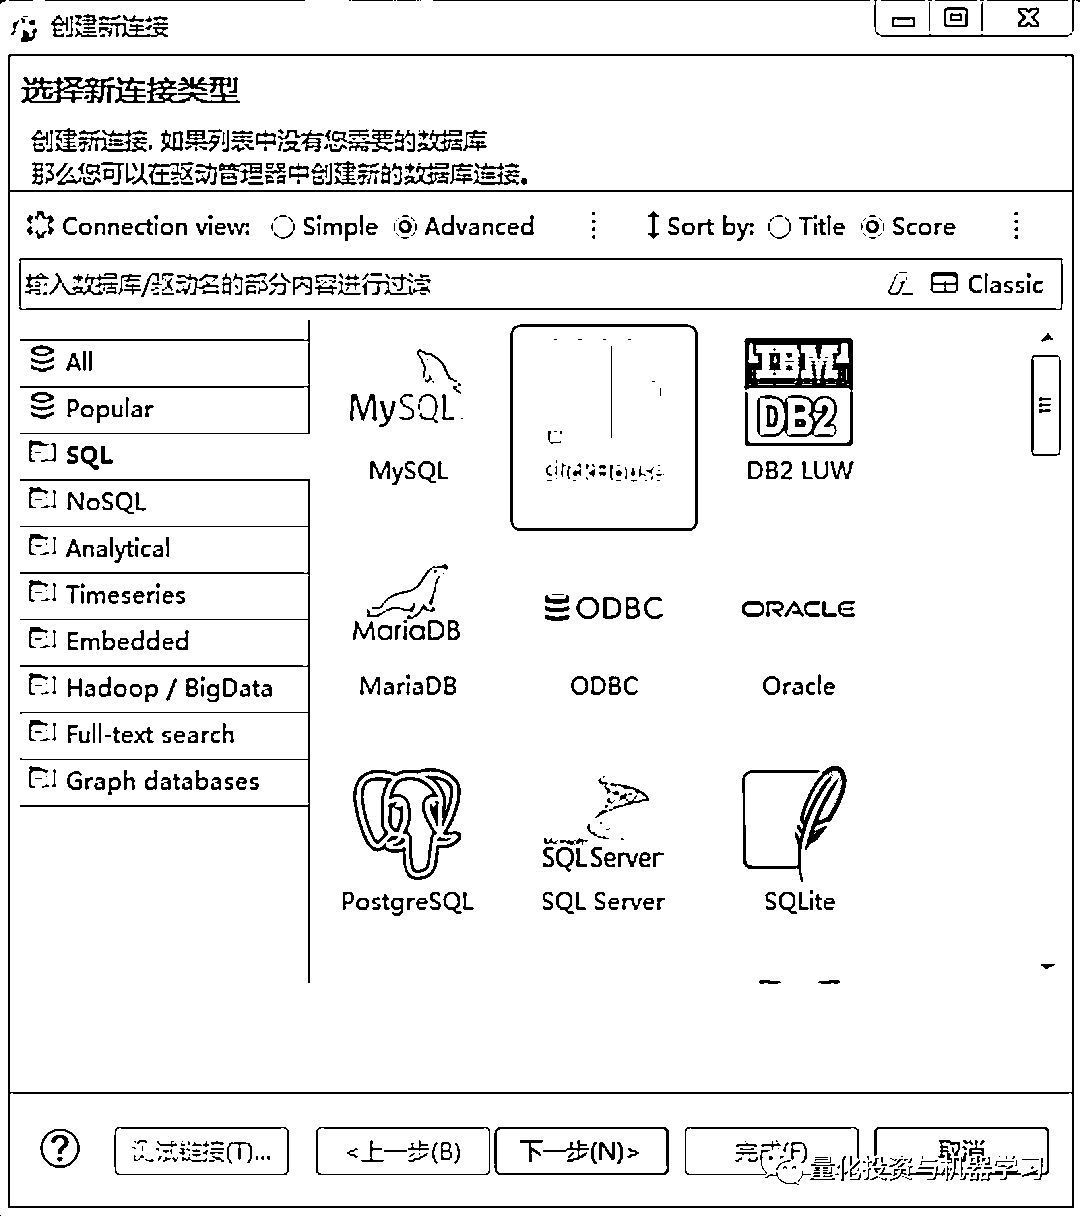 创建新连接
选择新连接类型
创建新连接, 如果列表中没有您需要的数据库
那么您可以在驱动管理器中创建新的数据库连接。
Connection view: Simple Advanced Sort by: Title Score
输入数据库/驱动名的部分内容进行过滤 Classic
All
Popular
SQL
NoSQL
Analytical
Timeseries
Embedded
Hadoop / BigData
Full-text search
Graph databases
MySQL IBM DB2
MySQL ClickHouse DB2 LUW
MariaDB ODBC ORACLE
MariaDB ODBC Oracle
Microsoft SQL Server
PostgreSQL SQL Server SQLite
测试链接(T)... <上一步(B) 下一步(N)> 完成(F) 取消
量化投资与机器学习